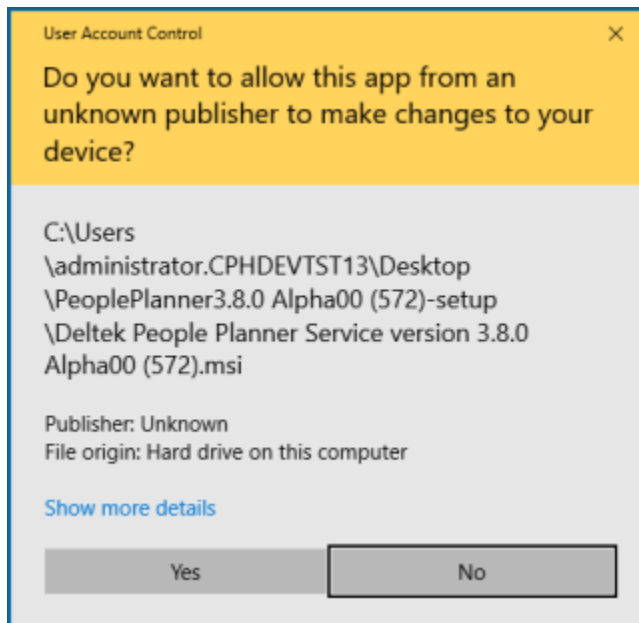 User Account Control
Do you want to allow this app from an
unknown publisher to make changes to your
device?
C:\Users
\administrator.CPHDEVTST13\Desktop
\PeoplePlanner3.8.0 Alpha00 (572)-setup
\Deltek People Planner Service version 3.8.0
Alpha00 (572).msi
Publisher: Unknown
File origin: Hard drive on this computer
Show more details
Yes
No